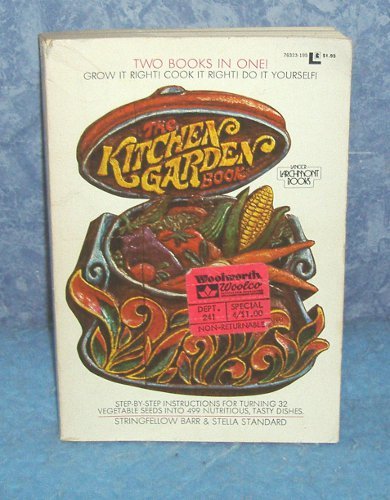 76323-195 £ $1.95
TWO BOOKS IN ONE!
GROW IT RIGHT! COOK IT RIGHT! DO IT YOURSELF!
THE
KITCHEN
GARDEN
BOOK
LANCER
LARCHMONT
BOOKS
Woolworth
Woolco
DEPT. SPECIAL
241 4/$1.00
NON-RETURNABLE
STEP-BY-STEP INSTRUCTIONS FOR TURNING 32
VEGETABLE SEEDS INTO 499 NUTRITIOUS, TASTY DISHES.
STRINGFELLOW BARR & STELLA STANDARD